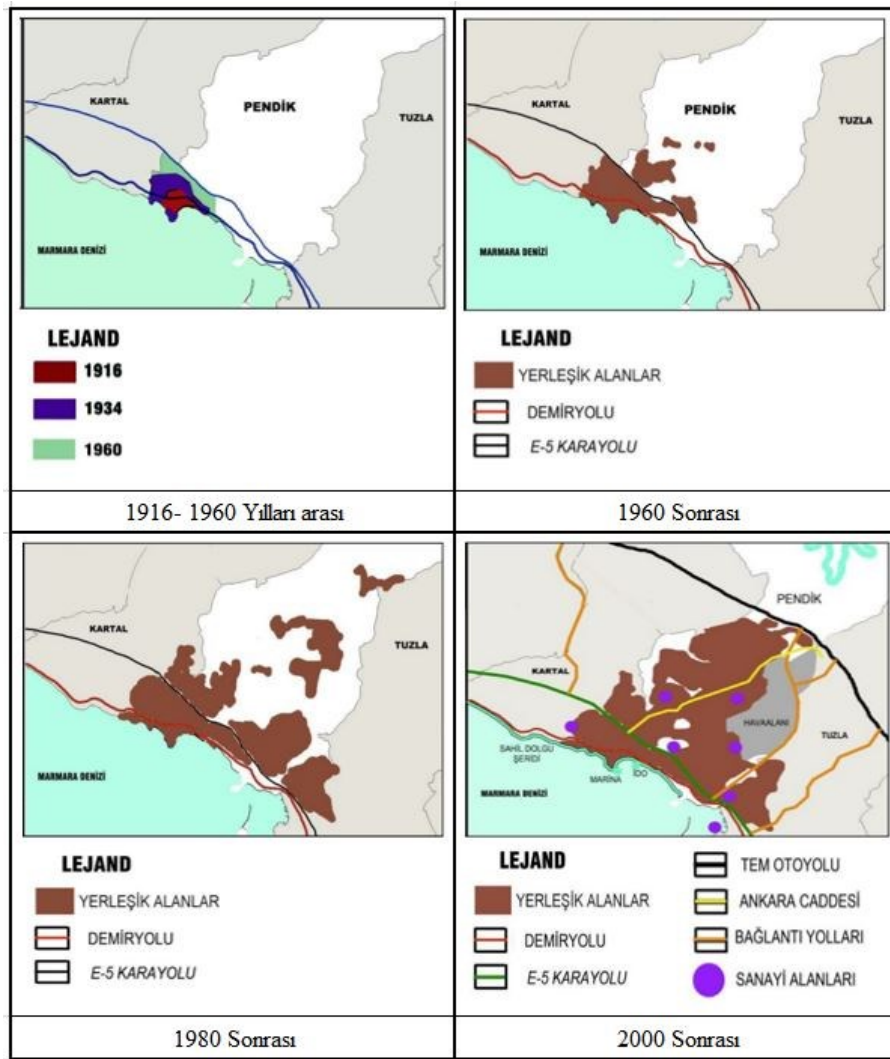 KARTAL
PENDİK
TUZLA
MARMARA DENİZİ
LEJAND
1916
1934
1960
1916- 1960 Yılları arası
KARTAL
PENDİK
TUZLA
MARMARA DENİZİ
LEJAND
YERLEŞİK ALANLAR
DEMİRYOLU
E-5 KARAYOLU
1960 Sonrası
KARTAL
TUZLA
MARMARA DENİZİ
LEJAND
YERLEŞİK ALANLAR
DEMİRYOLU
E-5 KARAYOLU
1980 Sonrası
PENDİK
KARTAL
HAVAALANI
TUZLA
SAHİL DOLGU
ŞERİDİ
MARİNA
İDO
MARMARA DENİZİ
LEJAND
YERLEŞİK ALANLAR
DEMİRYOLU
E-5 KARAYOLU
TEM OTOYOLU
ANKARA CADDESİ
BAĞLANTI YOLLARI
SANAYİ ALANLARI
2000 Sonrası